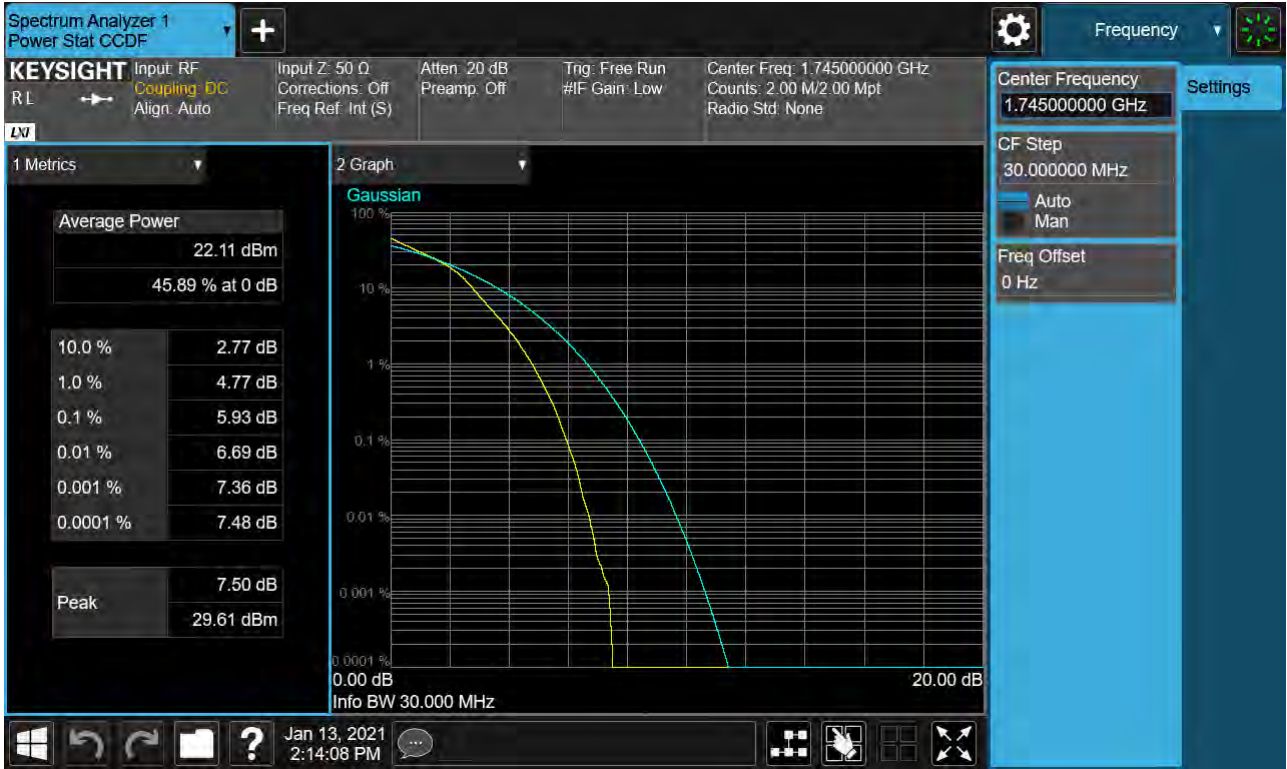 Spectrum Analyzer 1
Power Stat CCDF
Frequency
KEYSIGHT
R L
LXI
Input: RF
Coupling: DC
Align: Auto
Input Z: 50 Ω
Corrections: Off
Freq Ref: Int (S)
Atten: 20 dB
Preamp: Off
Trig: Free Run
#IF Gain: Low
Center Freq: 1.745000000 GHz
Counts: 2.00 M/2.00 Mpt
Radio Std: None
Center Frequency
1.745000000 GHz
Settings
CF Step
30.000000 MHz
Auto
Man
Freq Offset
0 Hz
1 Metrics
Average Power
22.11 dBm
45.89 % at 0 dB
10.0 % 2.77 dB
1.0 % 4.77 dB
0.1 % 5.93 dB
0.01 % 6.69 dB
0.001 % 7.36 dB
0.0001 % 7.48 dB
Peak
7.50 dB
29.61 dBm
2 Graph
Gaussian
100 %
10 %
1 %
0.1 %
0.01 %
0.001 %
0.0001 %
0.00 dB 20.00 dB
Info BW 30.000 MHz
?
Jan 13, 2021
2:14:08 PM